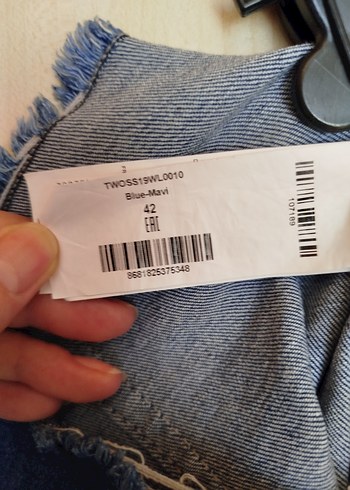 TWOSS19WL0010
Blue-Mavi
42
EAC
8681825375348
107189